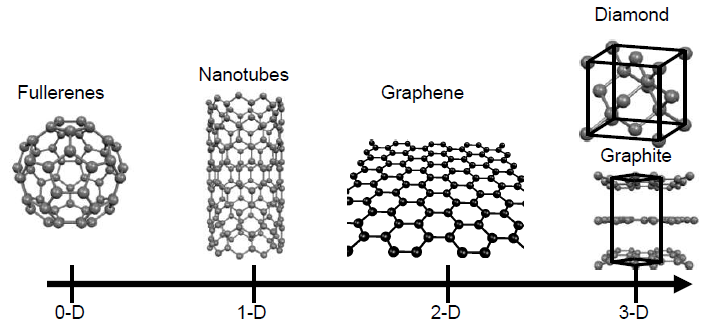 Diamond
Nanotubes
Fullerenes
Graphene
Graphite
0-D
1-D
2-D
3-D